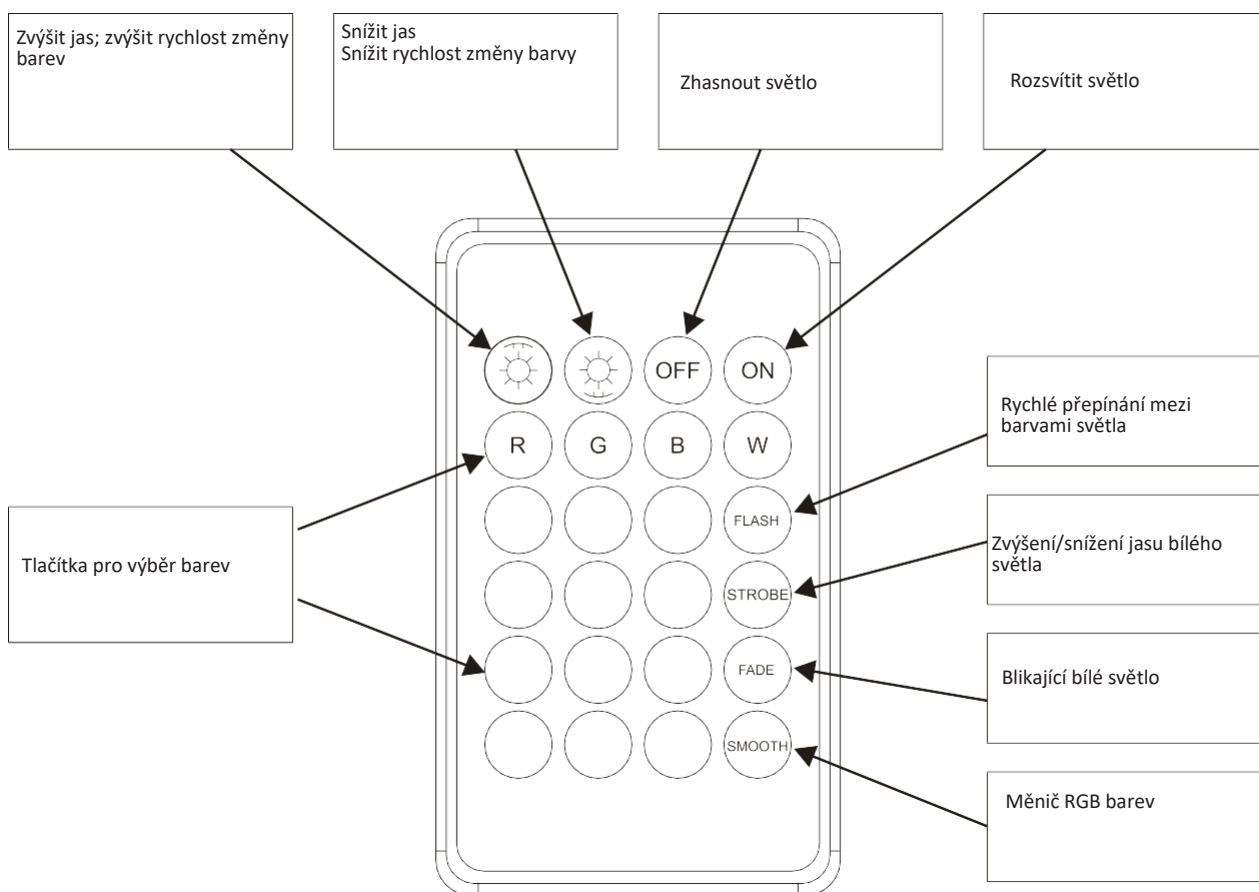 Zvýšit jas; zvýšit rychlost změny
barev
Snížit jas
Snížit rychlost změny barvy
Zhasnout světlo
Rozsvítit světlo
OFF
ON
R
G
B
W
Rychlé přepínání mezi
barvami světla
FLASH
Tlačítka pro výběr barev
Zvýšení/snížení jasu bílého
světla
STROBE
Blikající bílé světlo
FADE
Měnič RGB barev
SMOOTH